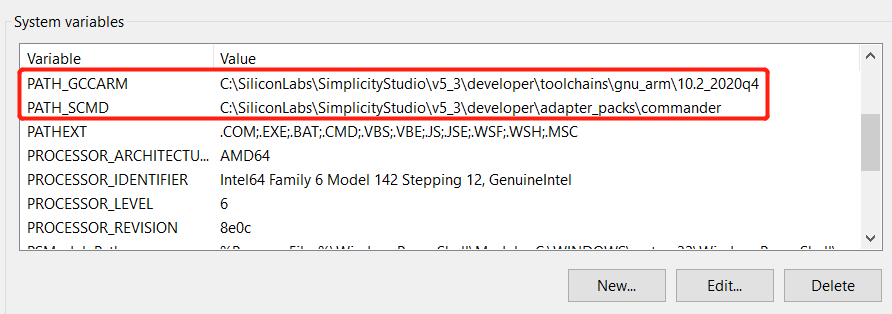 System variables
Variable Value
PATH_GCCARM C:\SiliconLabs\SimplicityStudio\v5_3\developer\toolchains\gnu_arm\10.2_2020q4
PATH_SCMD C:\SiliconLabs\SimplicityStudio\v5_3\developer\adapter_packs\commander
PATHEXT .COM;.EXE;.BAT;.CMD;.VBS;.VBE;.JS;.JSE;.WSF;.WSH;.MSC
PROCESSOR_ARCHITECTU... AMD64
PROCESSOR_IDENTIFIER Intel64 Family 6 Model 142 Stepping 12, GenuineIntel
PROCESSOR_LEVEL 6
PROCESSOR_REVISION 8e0c
New... Edit... Delete